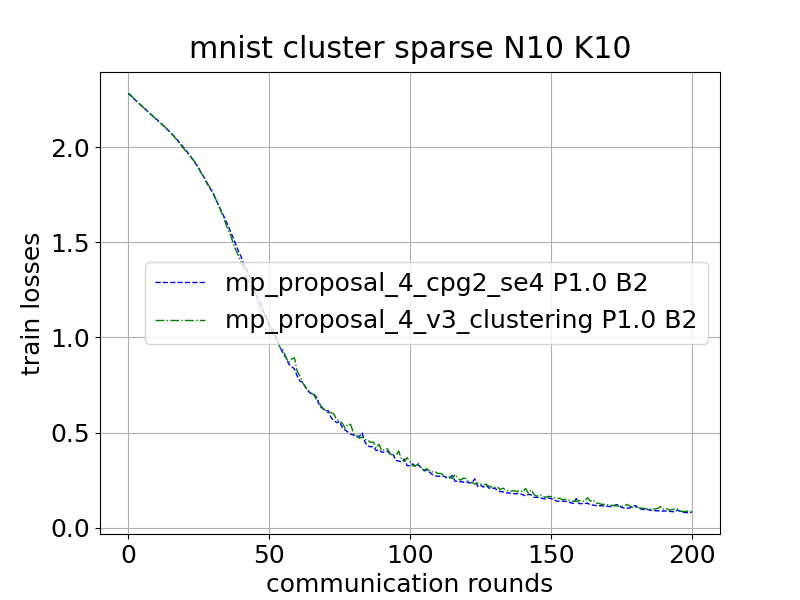 mnist cluster sparse N10 K10
train losses
2.0
1.5
1.0
0.5
0.0
mp_proposal_4_cpg2_se4 P1.0 B2
mp_proposal_4_v3_clustering P1.0 B2
0 50 100 150 200
communication rounds